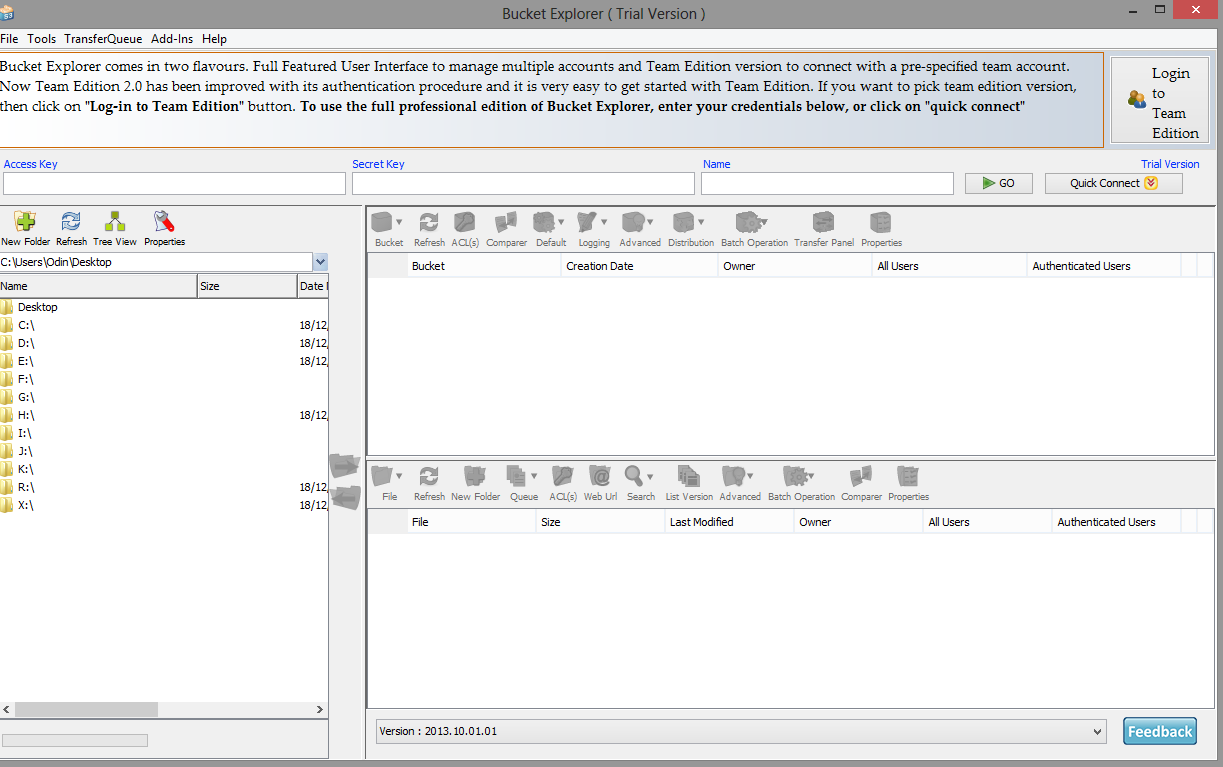 Bucket Explorer ( Trial Version )
File Tools TransferQueue Add-Ins Help
Bucket Explorer comes in two flavours. Full Featured User Interface to manage multiple accounts and Team Edition version to connect with a pre-specified team account.
Now Team Edition 2.0 has been improved with its authentication procedure and it is very easy to get started with Team Edition. If you want to pick team edition version,
then click on "Log-in to Team Edition" button. To use the full professional edition of Bucket Explorer, enter your credentials below, or click on "quick connect"
Login
to
Team
Edition
Access Key Secret Key Name Trial Version
GO Quick Connect
New Folder Refresh Tree View Properties
C:\Users\Odin\Desktop
Name Size Date
Desktop
C:\ 18/12,
D:\ 18/12,
E:\ 18/12,
F:\
G:\
H:\ 18/12,
I:\
J:\
K:\
R:\ 18/12,
X:\ 18/12,
Bucket Refresh ACL(s) Comparer Default Logging Advanced Distribution Batch Operation Transfer Panel Properties
Bucket Creation Date Owner All Users Authenticated Users
File Refresh New Folder Queue ACL(s) Web Url Search List Version Advanced Batch Operation Comparer Properties
File Size Last Modified Owner All Users Authenticated Users
Version : 2013.10.01.01
Feedback